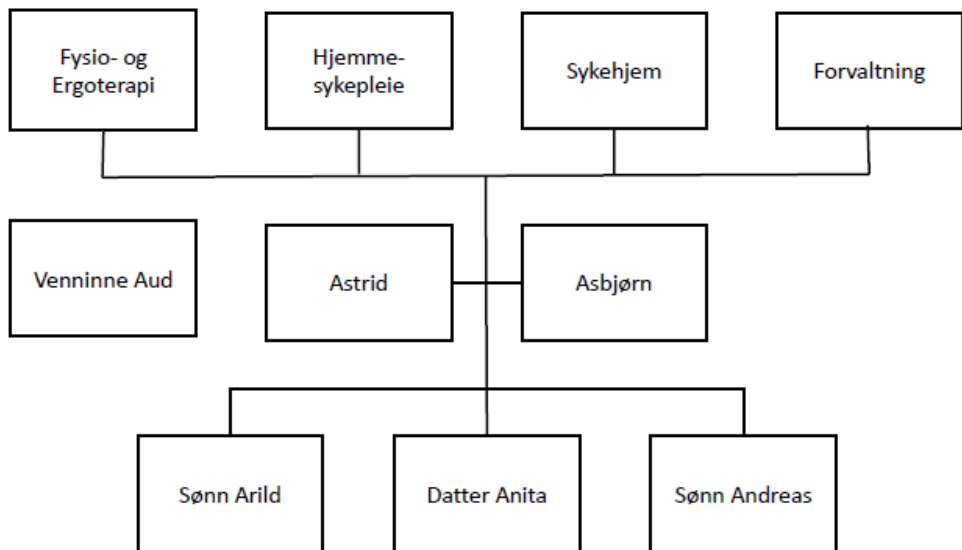 Fysio- og
Ergoterapi
Hjemme-
sykepleie
Sykehjem
Forvaltning
Venninne Aud
Astrid
Asbjørn
Sønn Arild
Datter Anita
Sønn Andreas